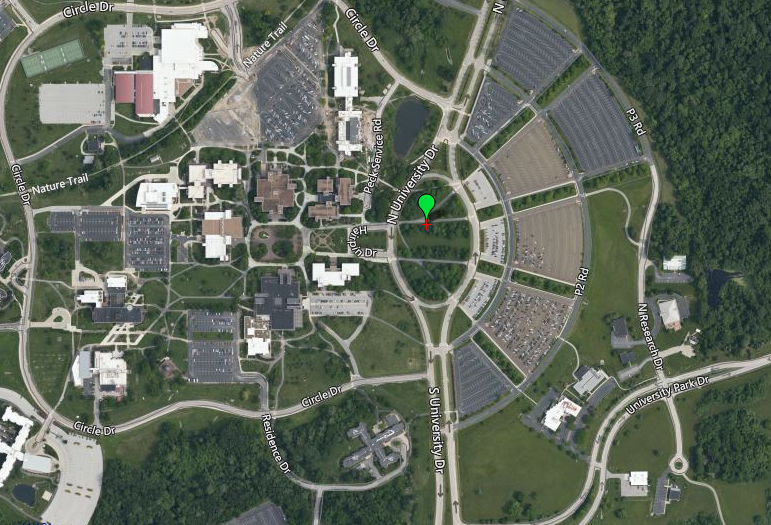 Circle Dr
Nature Trail
Circle Dr
N
P3 Rd
Peck Service Rd
N University Dr
Circle Dr
Nature Trail
Hairpin Dr
P2 Rd
N Research Dr
University Park Dr
Circle Dr
Circle Dr
Residence Dr
S University Dr